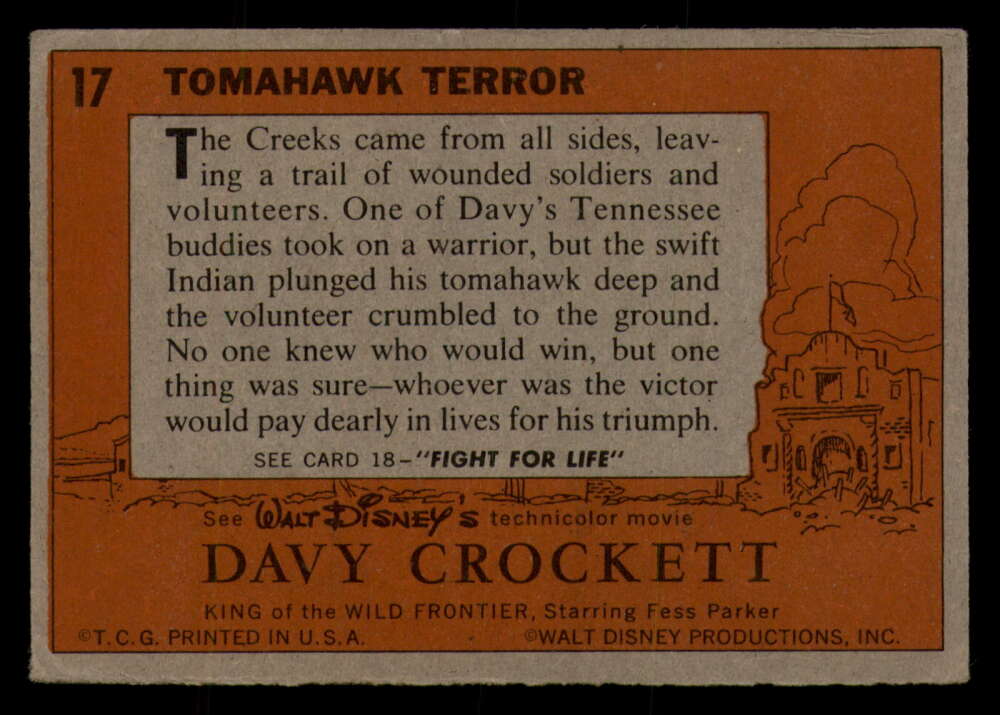 17 TOMAHAWK TERROR
The Creeks came from all sides, leav-
ing a trail of wounded soldiers and
volunteers. One of Davy's Tennessee
buddies took on a warrior, but the swift
Indian plunged his tomahawk deep and
the volunteer crumbled to the ground.
No one knew who would win, but one
thing was sure—whoever was the victor
would pay dearly in lives for his triumph.
SEE CARD 18-"FIGHT FOR LIFE"
See WALT DISNEY'S technicolor movie
DAVY CROCKETT
KING of the WILD FRONTIER, Starring Fess Parker
©T.C.G. PRINTED IN U.S.A. ©WALT DISNEY PRODUCTIONS, INC.